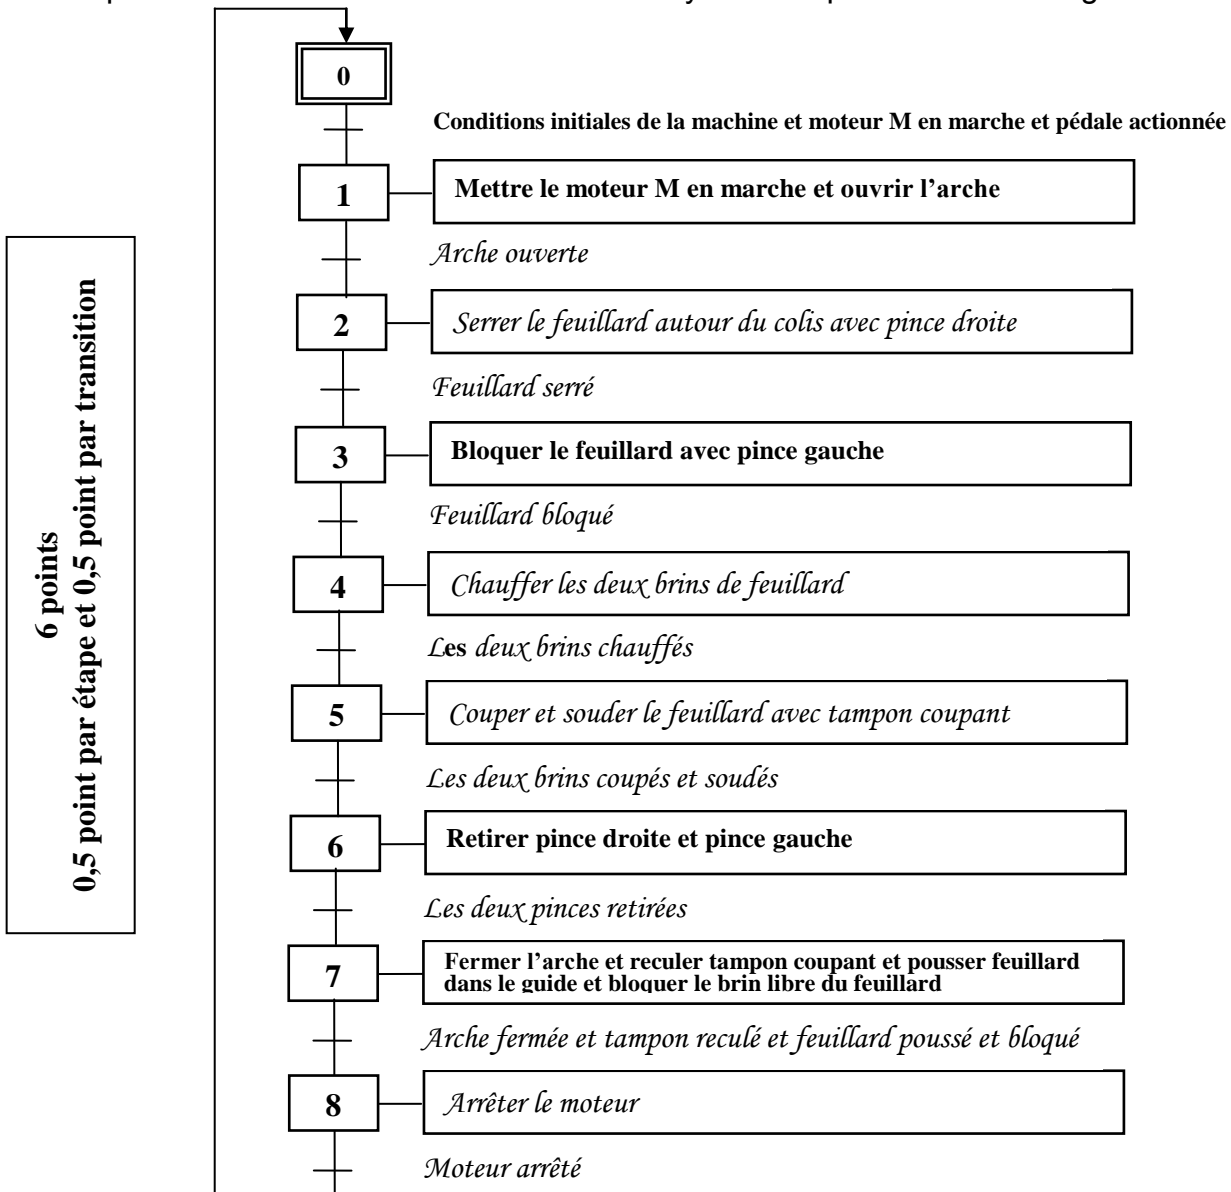 0
Conditions initiales de la machine et moteur M en marche et pédale actionnée
1
Mettre le moteur M en marche et ouvrir l’arche
Arche ouverte
2
Serrer le feuillard autour du colis avec pince droite
Feuillard serré
3
Bloquer le feuillard avec pince gauche
Feuillard bloqué
4
Chauffer les deux brins de feuillard
Les deux brins chauffés
5
Couper et souder le feuillard avec tampon coupant
Les deux brins coupés et soudés
6
Retirer pince droite et pince gauche
Les deux pinces retirées
7
Fermer l’arche et reculer tampon coupant et pousser feuillard
dans le guide et bloquer le brin libre du feuillard
Arche fermée et tampon reculé et feuillard poussé et bloqué
8
Arrêter le moteur
Moteur arrêté
6 points
0,5 point par étape et 0,5 point par transition